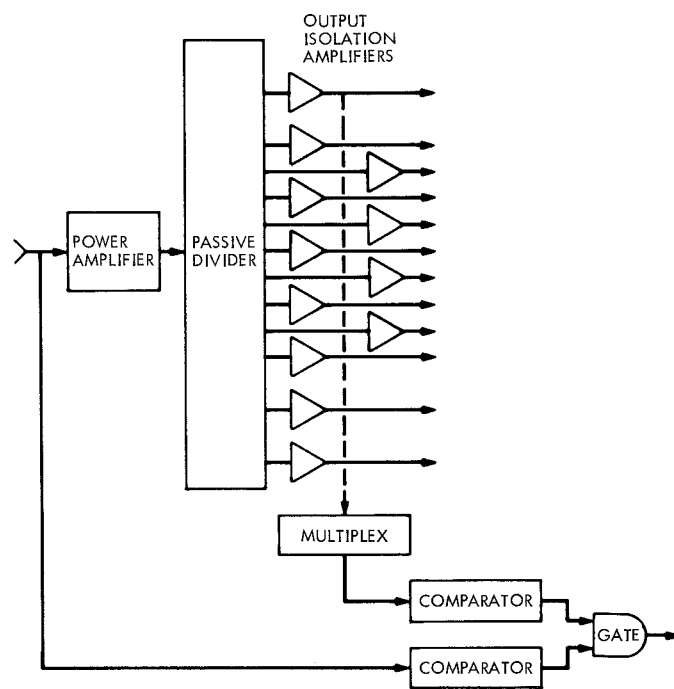 OUTPUT
ISOLATION
AMPLIFIERS
POWER
AMPLIFIER
PASSIVE
DIVIDER
MULTIPLEX
COMPARATOR
GATE
COMPARATOR